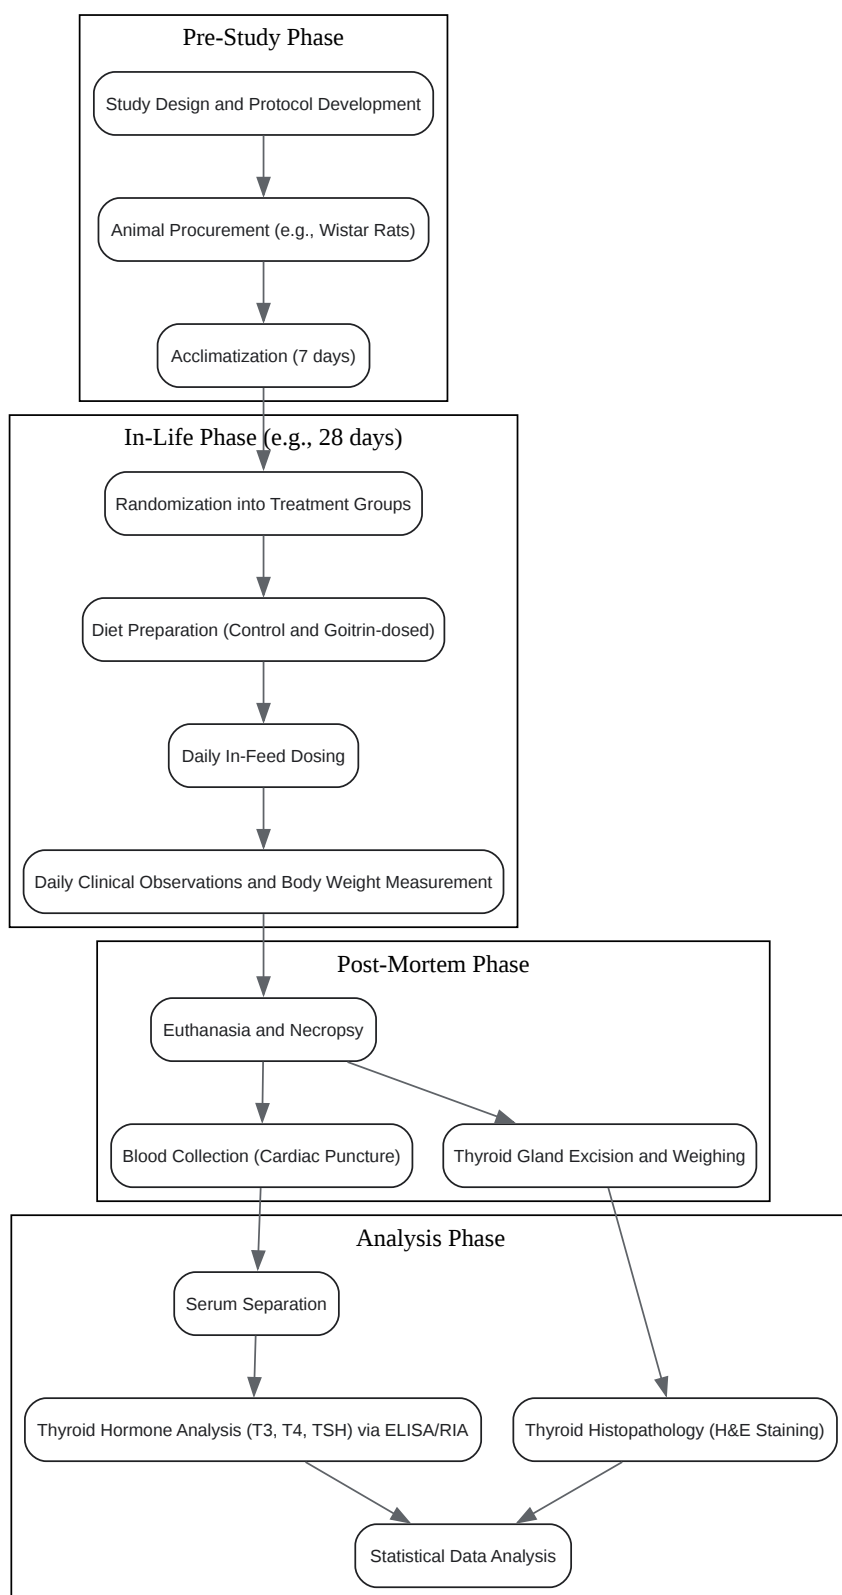 Pre-Study Phase
Study Design and Protocol Development
Animal Procurement (e.g., Wistar Rats)
Acclimatization (7 days)
In-Life Phase (e.g., 28 days)
Randomization into Treatment Groups
Diet Preparation (Control and Goitrin-dosed)
Daily In-Feed Dosing
Daily Clinical Observations and Body Weight Measurement
Post-Mortem Phase
Euthanasia and Necropsy
Blood Collection (Cardiac Puncture)
Thyroid Gland Excision and Weighing
Analysis Phase
Serum Separation
Thyroid Hormone Analysis (T3, T4, TSH) via ELISA/RIA
Thyroid Histopathology (H&E Staining)
Statistical Data Analysis